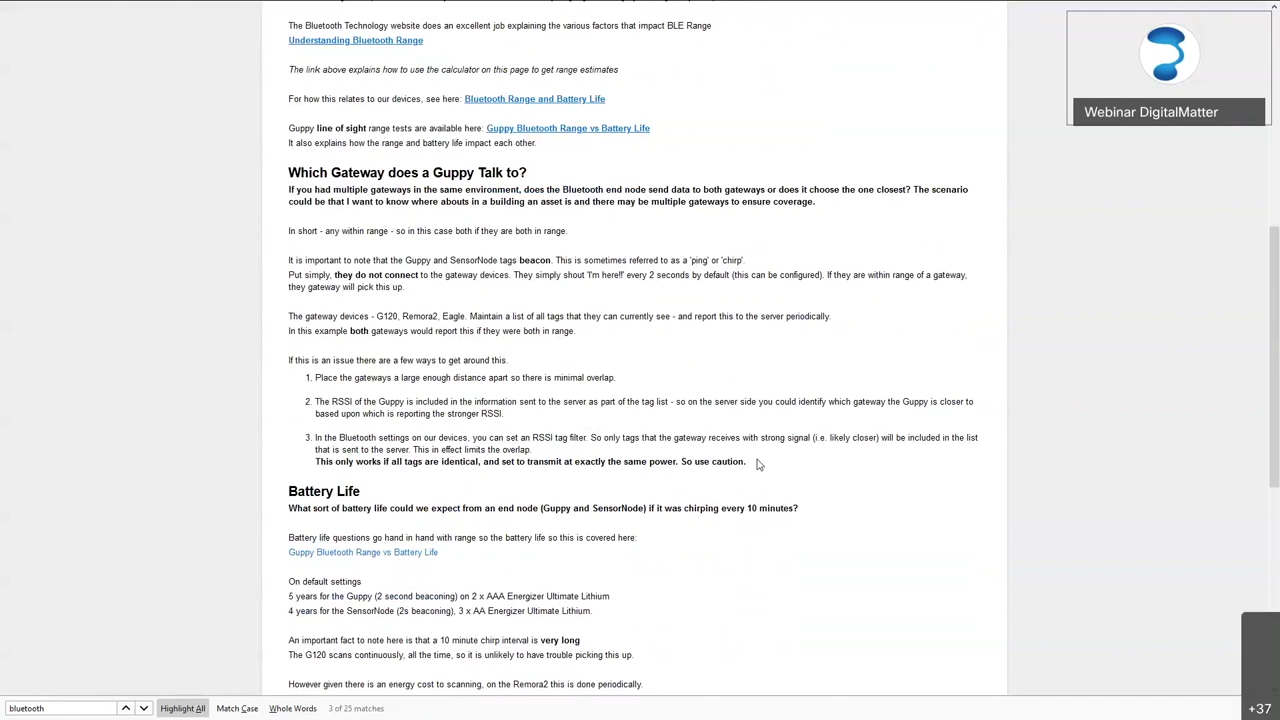 The Bluetooth Technology website does an excellent job explaining the various factors that impact BLE Range
Understanding Bluetooth Range
The link above explains how to use the calculator on this page to get range estimates
For how this relates to our devices, see here: Bluetooth Range and Battery Life
Guppy line of sight range tests are available here: Guppy Bluetooth Range vs Battery Life
It also explains how the range and battery life impact each other.
Which Gateway does a Guppy Talk to?
If you had multiple gateways in the same environment, does the Bluetooth end node send data to both gateways or does it choose the one closest? The scenario
could be that I want to know where abouts in a building an asset is and there may be multiple gateways to ensure coverage.
In short - any within range - so in this case both if they are both in range.
It is important to note that the Guppy and SensorNode tags beacon. This is sometimes referred to as a 'ping' or 'chirp'.
Put simply, they do not connect to the gateway devices. They simply shout 'I'm here!!' every 2 seconds by default (this can be configured). If they are within range of a gateway,
they gateway will pick this up.
The gateway devices - G120, Remora2, Eagle. Maintain a list of all tags that they can currently see - and report this to the server periodically.
In this example both gateways would report this if they were both in range.
If this is an issue there are a few ways to get around this.
1. Place the gateways a large enough distance apart so there is minimal overlap.
2. The RSSI of the Guppy is included in the information sent to the server as part of the tag list - so on the server side you could identify which gateway the Guppy is closer to
based upon which is reporting the stronger RSSI.
3. In the Bluetooth settings on our devices, you can set an RSSI tag filter. So only tags that the gateway receives with strong signal (i.e. likely closer) will be included in the list
that is sent to the server. This in effect limits the overlap.
This only works if all tags are identical, and set to transmit at exactly the same power. So use caution.
Battery Life
What sort of battery life could we expect from an end node (Guppy and SensorNode) if it was chirping every 10 minutes?
Battery life questions go hand in hand with range so the battery life so this is covered here:
Guppy Bluetooth Range vs Battery Life
On default settings
5 years for the Guppy (2 second beaconing) on 2 x AAA Energizer Ultimate Lithium
4 years for the SensorNode (2s beaconing), 3 x AA Energizer Ultimate Lithium.
An important fact to note here is that a 10 minute chirp interval is very long
The G120 scans continuously, all the time, so it is unlikely to have trouble picking this up.
However given there is an energy cost to scanning, on the Remora2 this is done periodically.
bluetooth
Highlight All
Match Case
Whole Words
3 of 25 matches
Webinar DigitalMatter
+37